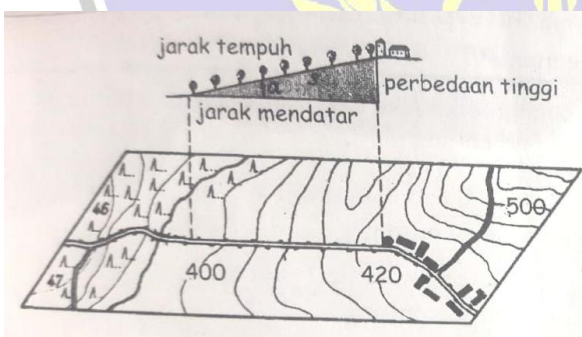 jarak tempuh
a
s
perbedaan tinggi
jarak mendatar
46
500
47
400
420